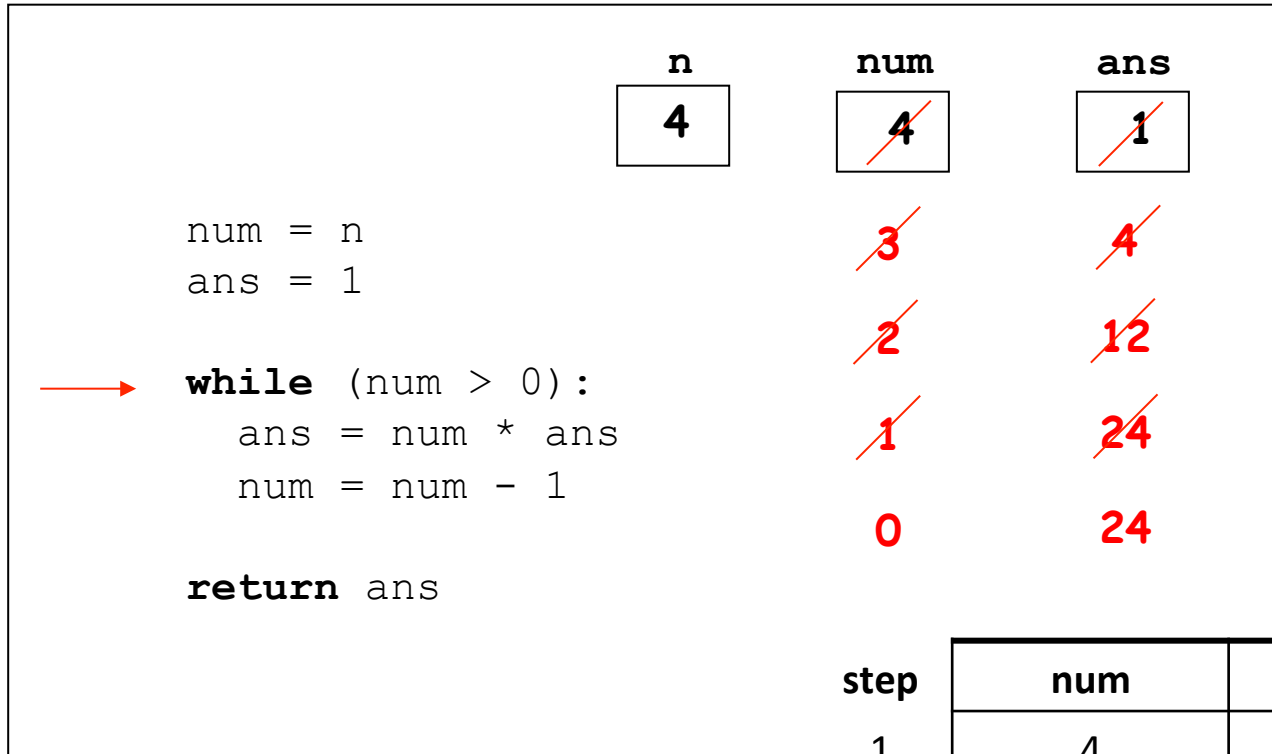 n num ans
4 4 1
num = n 3 4
ans = 1
2 12
while (num > 0):
ans = num * ans 1 24
num = num - 1
0 24
return ans
step num
1 4